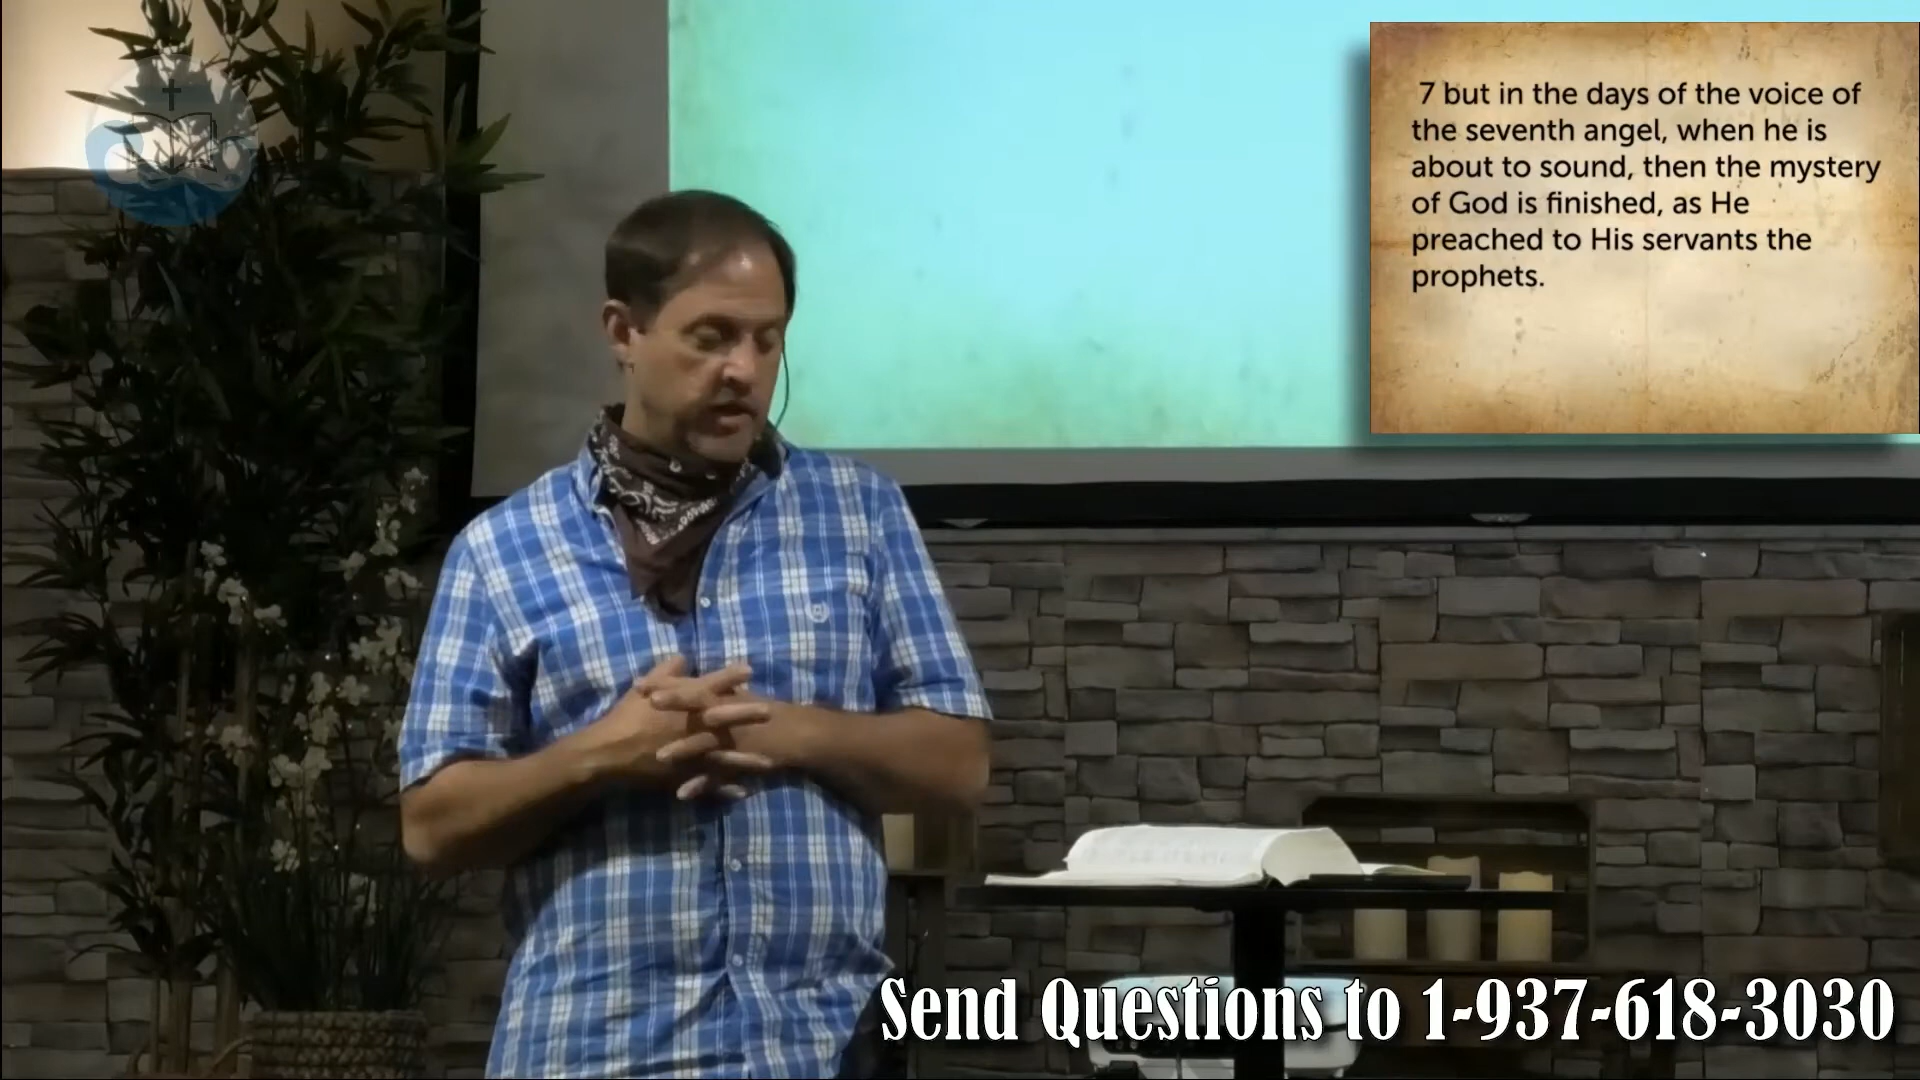 7 but in the days of the voice of
the seventh angel, when he is
about to sound, then the mystery
of God is finished, as He
preached to His servants the
prophets.
Send Questions to 1-937-618-3030